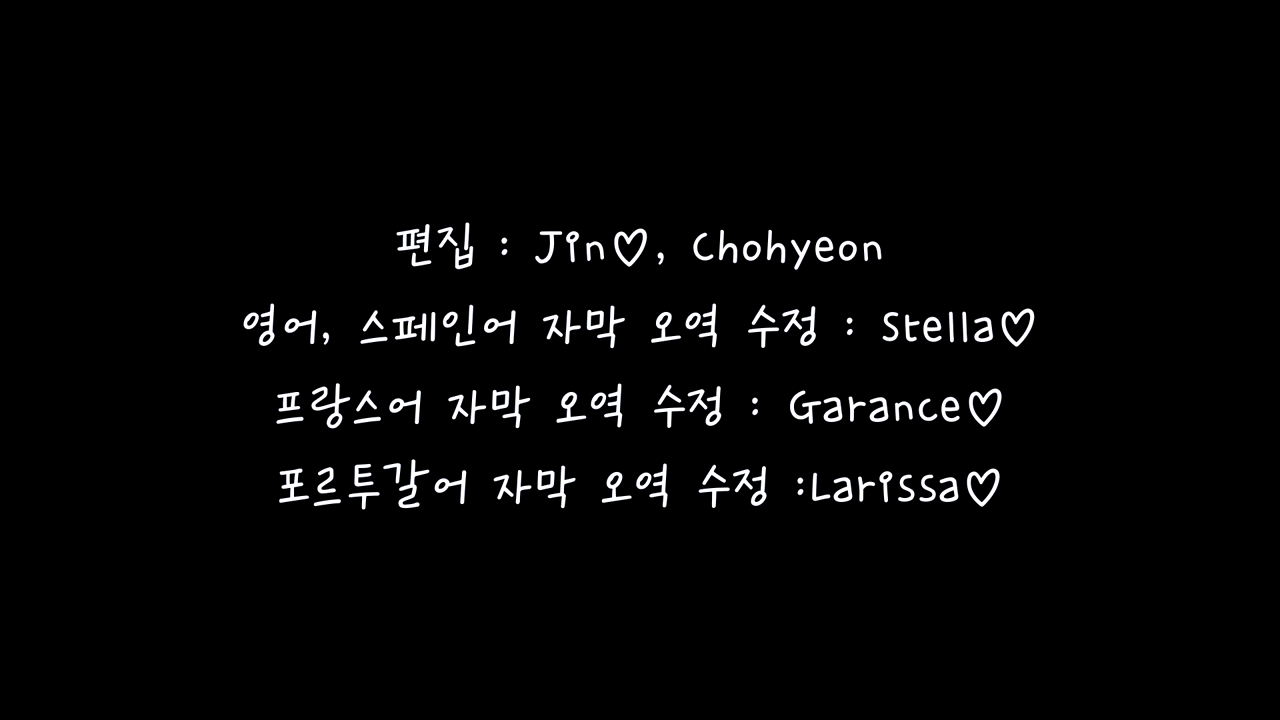 편집 : Jin♡, Chohyeon
영어, 스페인어 자막 오역 수정 : Stella♡
프랑스어 자막 오역 수정 : Garance♡
포르투갈어 자막 오역 수정 :Larissa♡